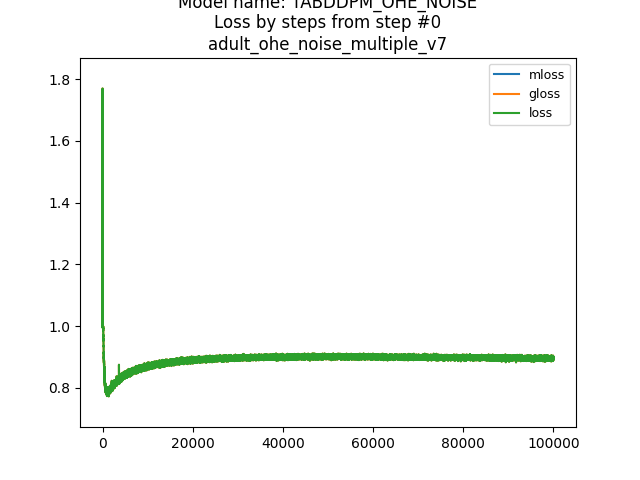 Model name: TABDDPM_OHE_NOISE
Loss by steps from step #0
adult_ohe_noise_multiple_v7
mloss
gloss
loss
1.8
1.6
1.4
1.2
1.0
0.8
0 20000 40000 60000 80000 100000